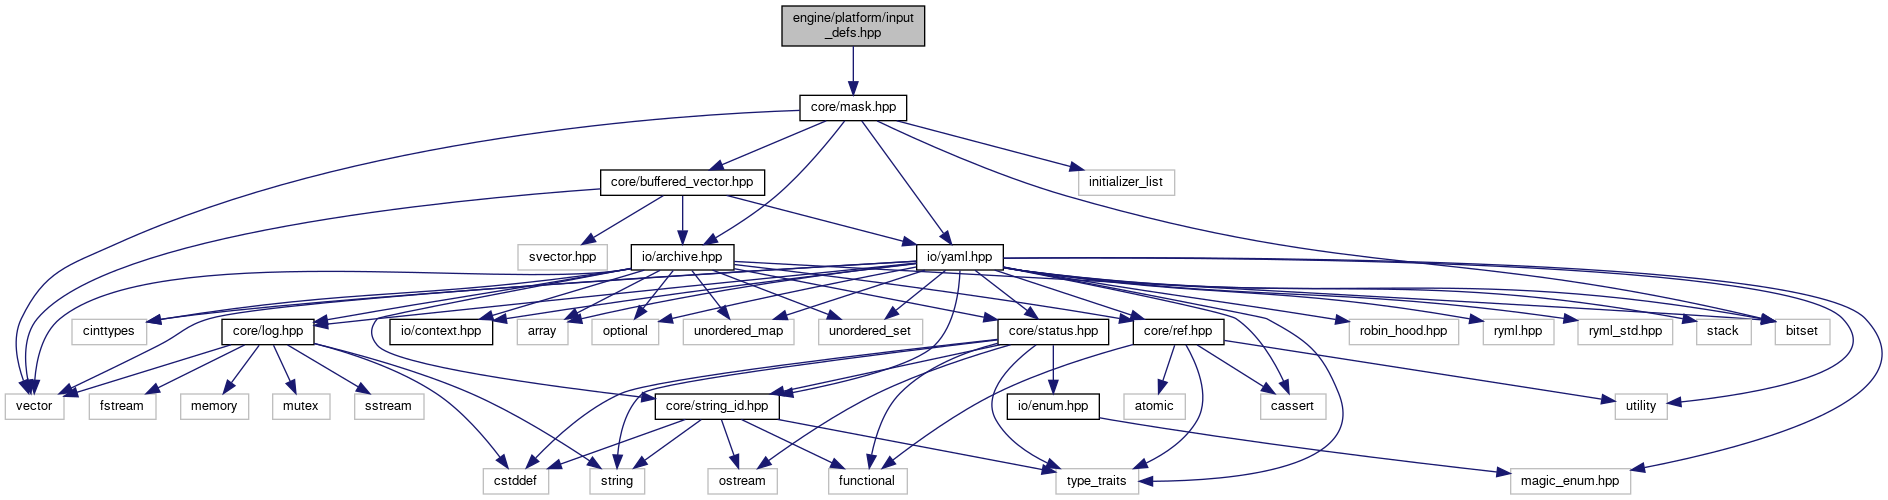 engine/platform/input
_defs.hpp
core/mask.hpp
core/buffered_vector.hpp
initializer_list
svector.hpp
io/archive.hpp
io/yaml.hpp
cinttypes
core/log.hpp
io/context.hpp
array
optional
unordered_map
unordered_set
core/status.hpp
core/ref.hpp
robin_hood.hpp
ryml.hpp
ryml_std.hpp
stack
bitset
vector
fstream
memory
mutex
sstream
core/string_id.hpp
io/enum.hpp
atomic
cassert
utility
cstddef
string
ostream
functional
type_traits
magic_enum.hpp